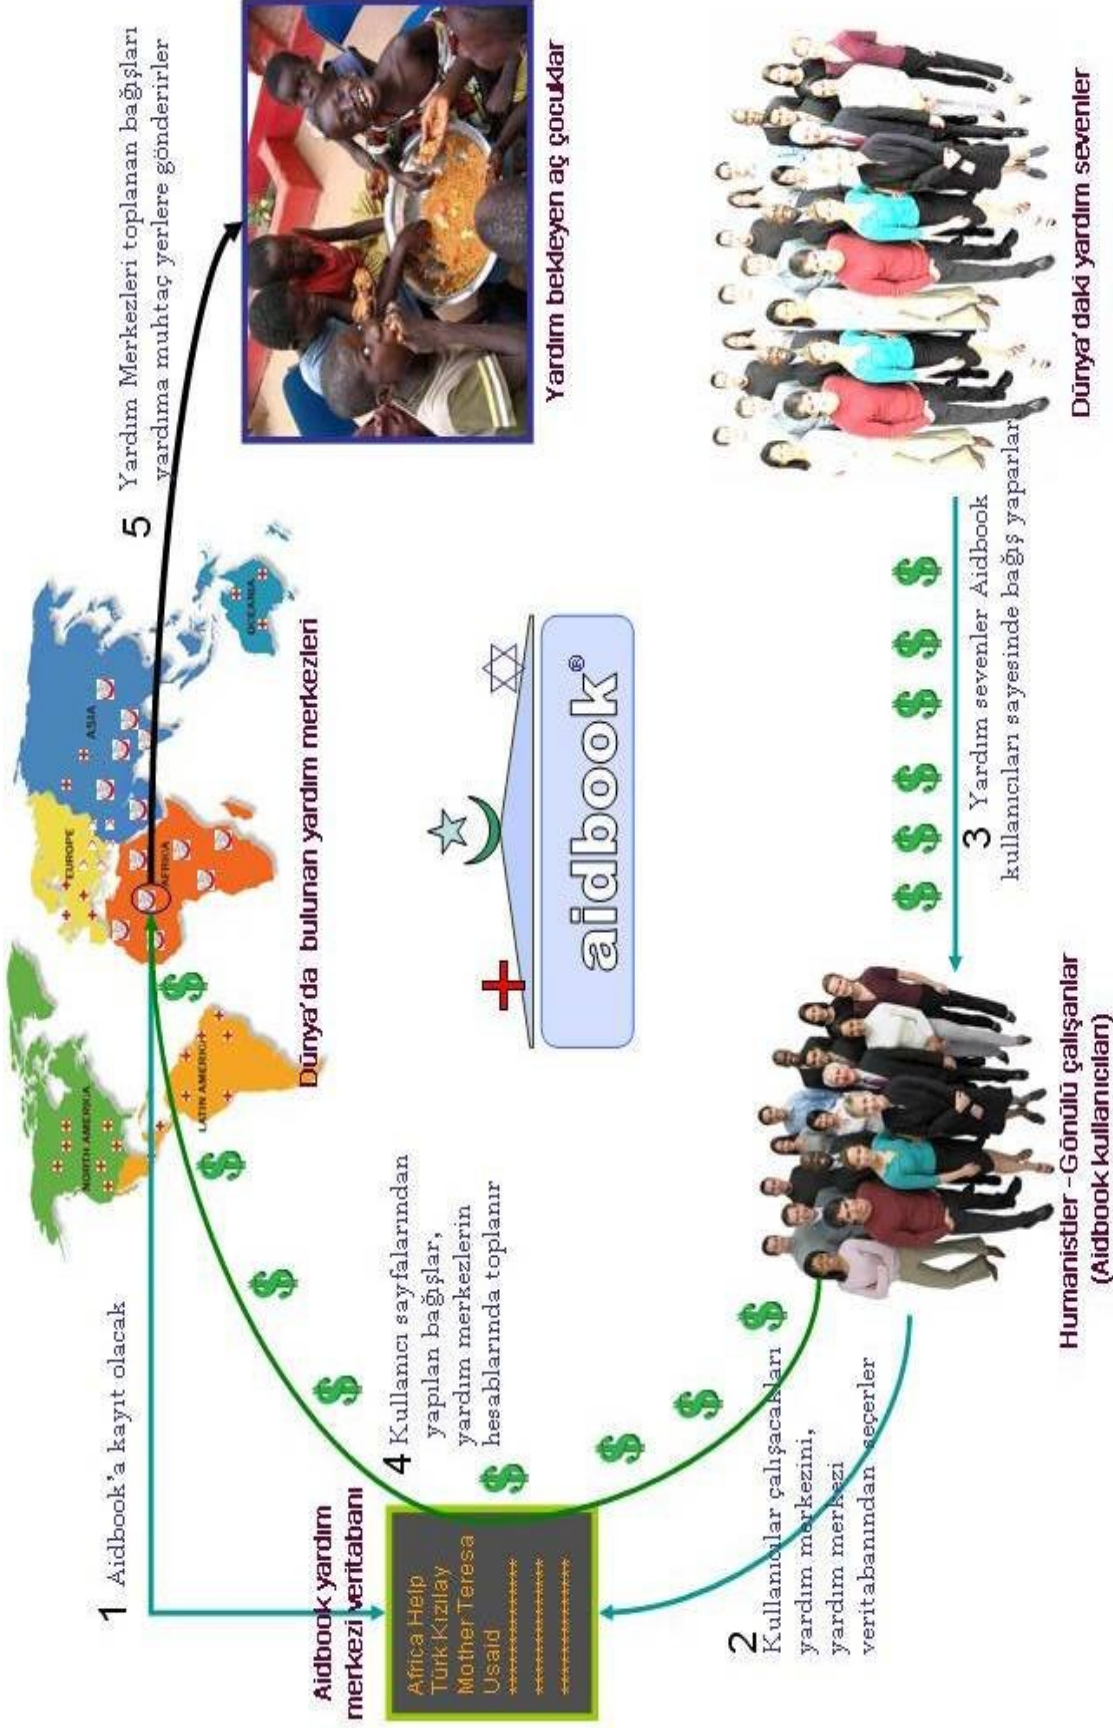 1 Aidbook'a kayıt olacak
NORTH AMERICA
LATIN AMERICA
EUROPE
AFRICA
ASIA
OCEANIA
Dünya'da bulunan yardım merkezleri
5 Yardım Merkezleri toplanan bağışları
yardıma muhtaç yerlere gönderirler
Yardım bekleyen aç çocuklar
Aidbook yardım
merkezi veritabanı
Africa Help
Türk Kızılay
Mother Teresa
Usaid
**************
**************
**************
4 Kullanıcı sayfalarından
yapılan bağışlar,
yardım merkezlerin
hesablarında toplanır
aidbook®
2 Kullanıcılar çalışacakları
yardım merkezini,
yardım merkezi
veritabanından seçerler
3 Yardım sevenler Aidbook
kullanıcıları sayesinde bağış yaparlar
Humanistler - Gönülü çalışanlar
(Aidbook kullanıcıları)
Dünya'daki yardım sevenler